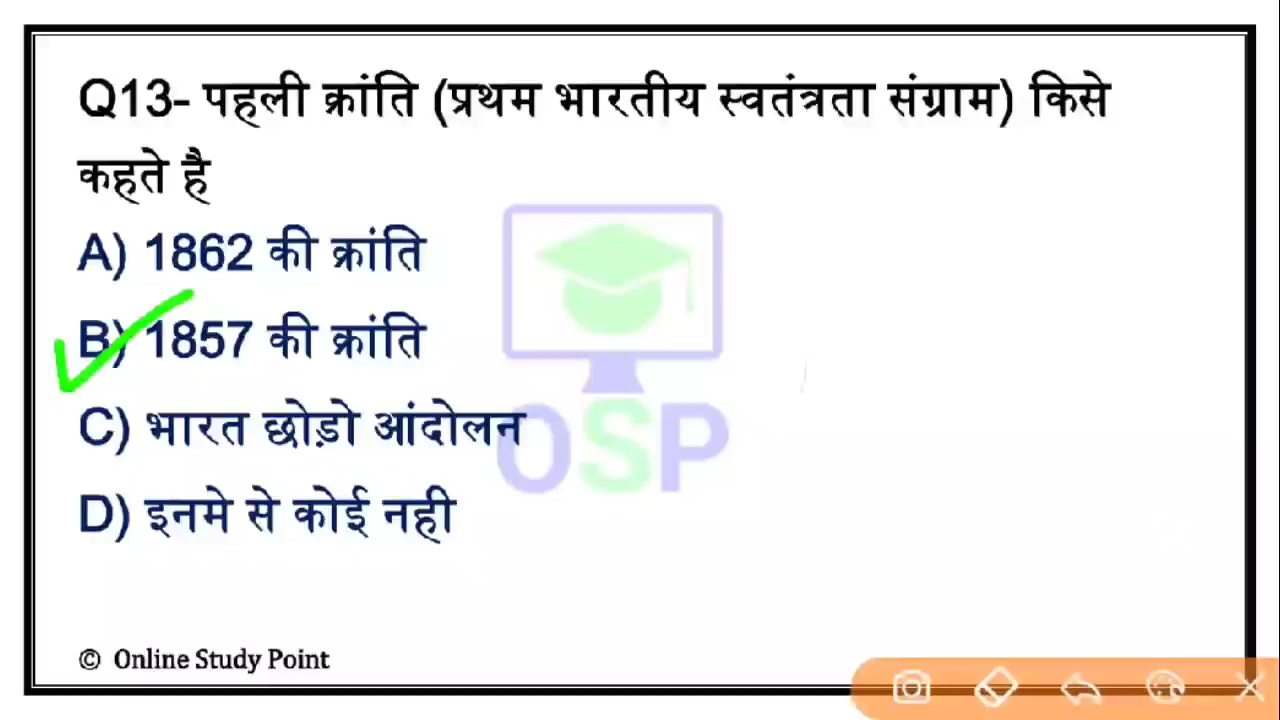 Q13- पहली क्रांति (प्रथम भारतीय स्वतंत्रता संग्राम) किसे
कहते है
A) 1862 की क्रांति
B) 1857 की क्रांति
C) भारत छोड़ो आंदोलन
D) इनमे से कोई नही
OSP
© Online Study Point